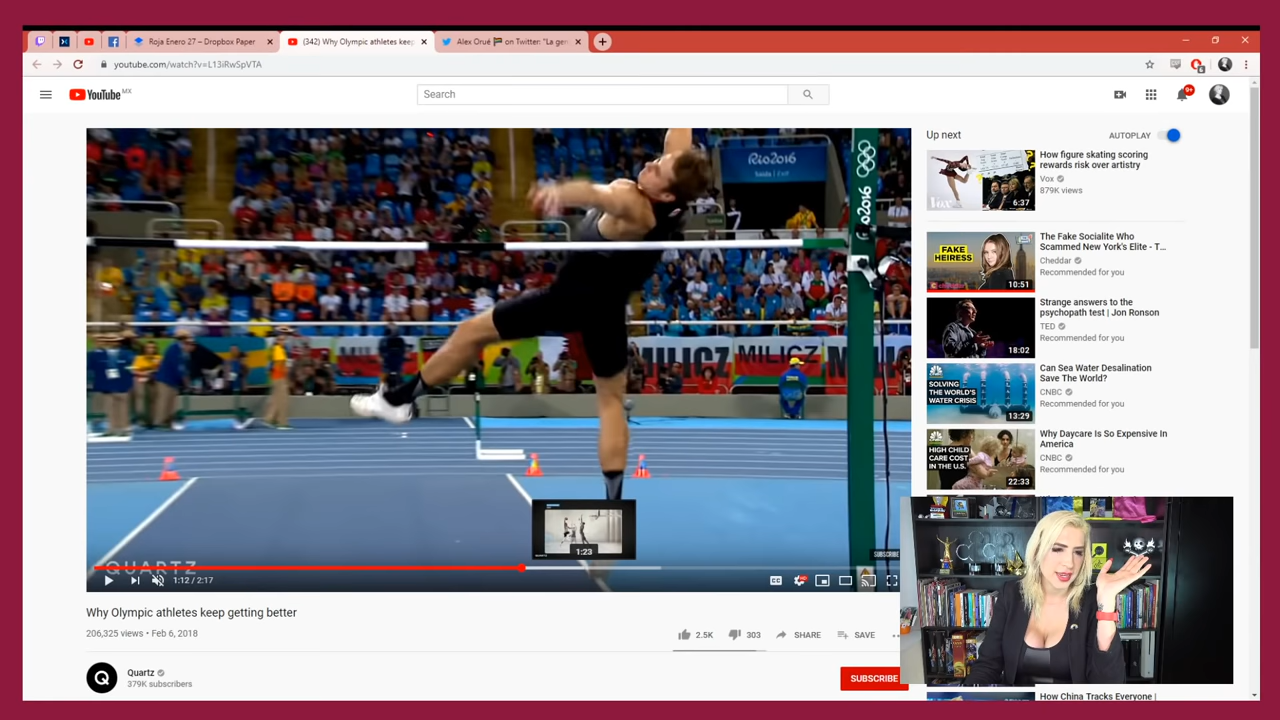 Roja Enero 27 – Dropbox Paper
(342) Why Olympic athletes keep
Alex Orué
on Twitter: "La gen
youtube.com/watch?v=L13iRwSpVTA
YouTube MX
Search
9+
Rio2016
MILICZ
MILICZ
MILICZ
1:23
QUARTZ
SUBSCRIBE
1:12 / 2:17
CC
Why Olympic athletes keep getting better
206,325 views • Feb 6, 2018
2.5K
303
SHARE
SAVE
Q
Quartz
379K subscribers
SUBSCRIBE
Up next
AUTOPLAY
Vox
6:37
How figure skating scoring
rewards risk over artistry
Vox
879K views
FAKE
HEIRESS
10:51
The Fake Socialite Who
Scammed New York's Elite - T...
Cheddar
Recommended for you
18:02
Strange answers to the
psychopath test | Jon Ronson
TED
Recommended for you
SOLVING
THE WORLD'S
WATER CRISIS
13:29
Can Sea Water Desalination
Save The World?
CNBC
Recommended for you
HIGH CHILD
CARE COST
IN THE U.S.
22:33
Why Daycare Is So Expensive In
America
CNBC
Recommended for you
How China Tracks Everyone |